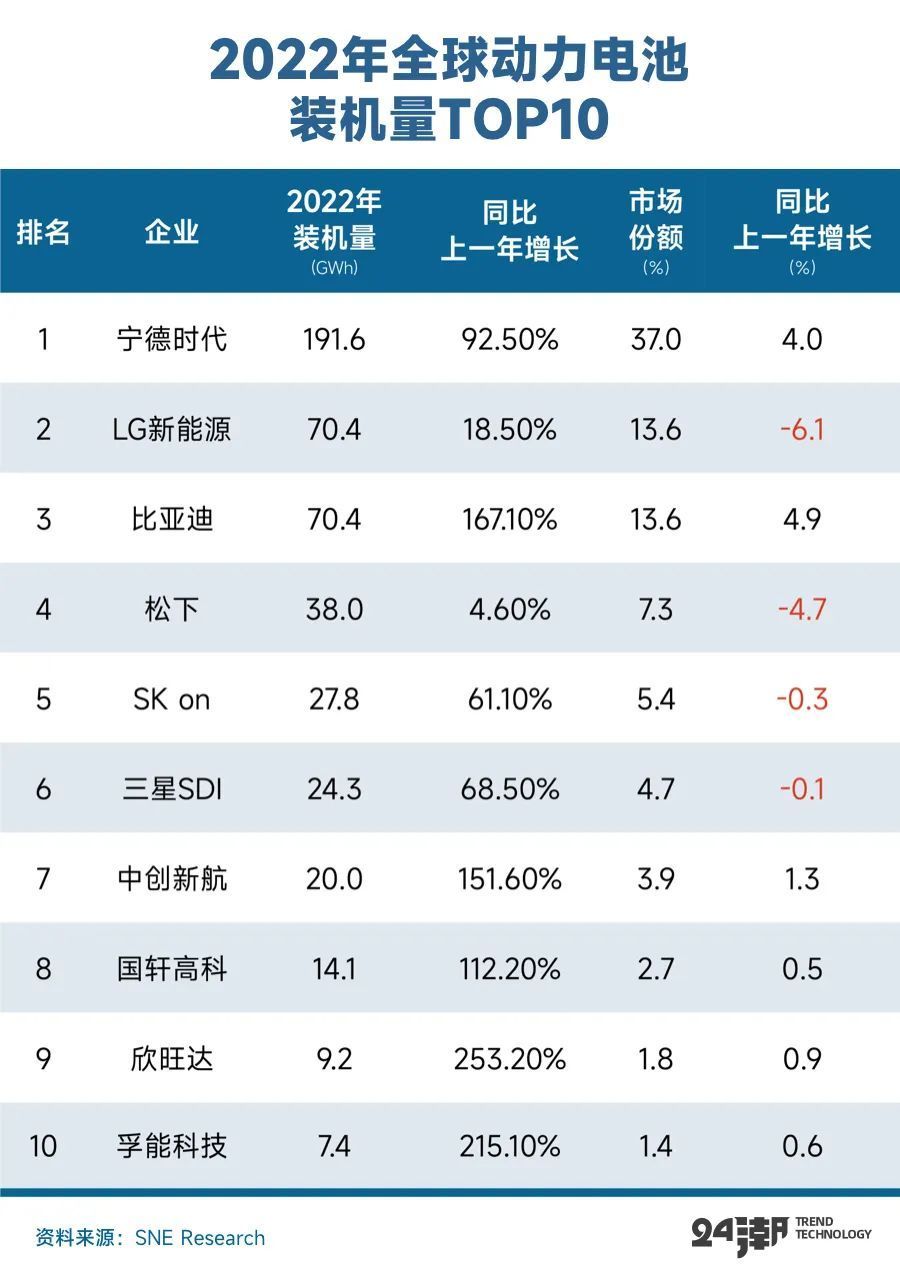 2022年全球动力电池
装机量TOP10
排名 企业 2022年装机量(GWh) 同比上一年增长 市场份额(%) 同比上一年增长(%)
1 宁德时代 191.6 92.50% 37.0 4.0
2 LG新能源 70.4 18.50% 13.6 -6.1
3 比亚迪 70.4 167.10% 13.6 4.9
4 松下 38.0 4.60% 7.3 -4.7
5 SK on 27.8 61.10% 5.4 -0.3
6 三星SDI 24.3 68.50% 4.7 -0.1
7 中创新航 20.0 151.60% 3.9 1.3
8 国轩高科 14.1 112.20% 2.7 0.5
9 欣旺达 9.2 253.20% 1.8 0.9
10 孚能科技 7.4 215.10% 1.4 0.6
资料来源：SNE Research
24潮 TREND
TECHNOLOGY